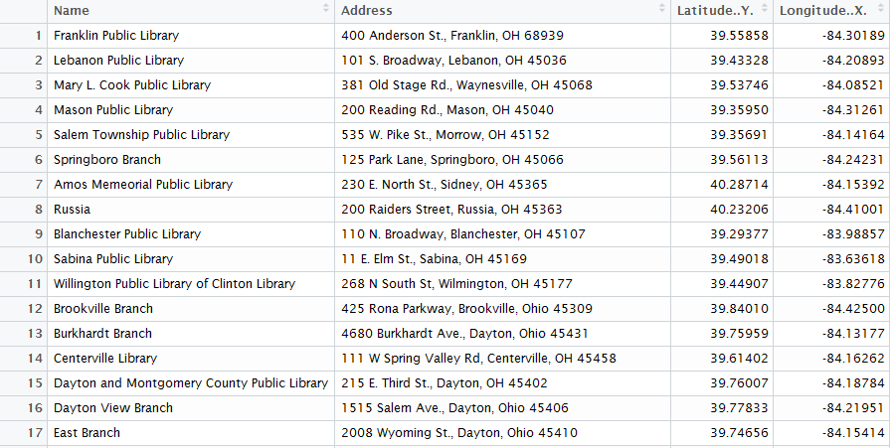 Name Address Latitude..Y. Longitude..X.
1 Franklin Public Library 400 Anderson St., Franklin, OH 68939 39.55858 -84.30189
2 Lebanon Public Library 101 S. Broadway, Lebanon, OH 45036 39.43328 -84.20893
3 Mary L. Cook Public Library 381 Old Stage Rd., Waynesville, OH 45068 39.53746 -84.08521
4 Mason Public Library 200 Reading Rd., Mason, OH 45040 39.35950 -84.31261
5 Salem Township Public Library 535 W. Pike St., Morrow, OH 45152 39.35691 -84.14164
6 Springboro Branch 125 Park Lane, Springboro, OH 45066 39.56113 -84.24231
7 Amos Memeorial Public Library 230 E. North St., Sidney, OH 45365 40.28714 -84.15392
8 Russia 200 Raiders Street, Russia, OH 45363 40.23206 -84.41001
9 Blanchester Public Library 110 N. Broadway, Blanchester, OH 45107 39.29377 -83.98857
10 Sabina Public Library 11 E. Elm St., Sabina, OH 45169 39.49018 -83.63618
11 Willington Public Library of Clinton Library 268 N South St, Wilmington, OH 45177 39.44907 -83.82776
12 Brookville Branch 425 Rona Parkway, Brookville, Ohio 45309 39.84010 -84.42500
13 Burkhardt Branch 4680 Burkhardt Ave., Dayton, Ohio 45431 39.75959 -84.13177
14 Centerville Library 111 W Spring Valley Rd, Centerville, OH 45458 39.61402 -84.16262
15 Dayton and Montgomery County Public Library 215 E. Third St., Dayton, OH 45402 39.76007 -84.18784
16 Dayton View Branch 1515 Salem Ave., Dayton, Ohio 45406 39.77833 -84.21951
17 East Branch 2008 Wyoming St., Dayton, Ohio 45410 39.74656 -84.15414